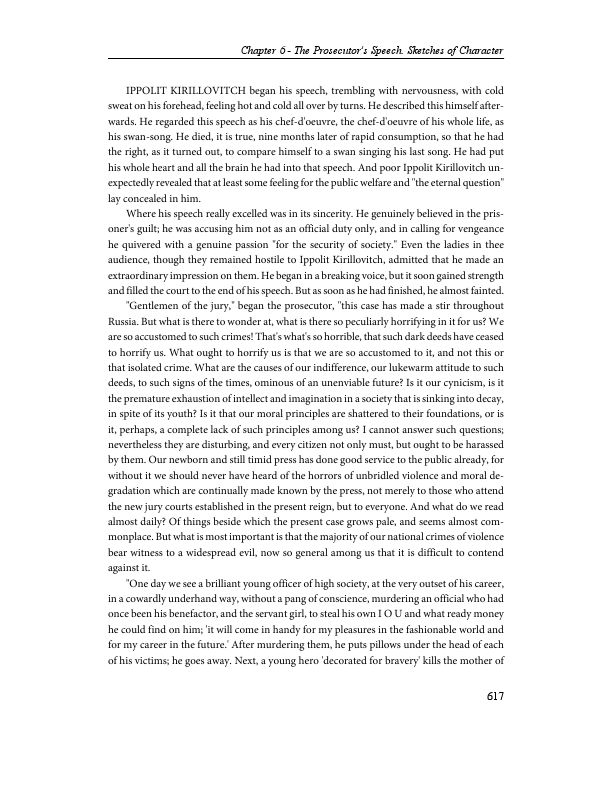 Chapter 6 - The Prosecutor's Speech. Sketches of Character
IPPOLIT KIRILLOVITCH began his speech, trembling with nervousness, with cold
sweat on his forehead, feeling hot and cold all over by turns. He described this himself after-
wards. He regarded this speech as his chef-d'oeuvre, the chef-d'oeuvre of his whole life, as
his swan-song. He died, it is true, nine months later of rapid consumption, so that he had
the right, as it turned out, to compare himself to a swan singing his last song. He had put
his whole heart and all the brain he had into that speech. And poor Ippolit Kirillovitch un-
expectedly revealed that at least some feeling for the public welfare and "the eternal question"
lay concealed in him.
Where his speech really excelled was in its sincerity. He genuinely believed in the pris-
oner's guilt; he was accusing him not as an official duty only, and in calling for vengeance
he quivered with a genuine passion "for the security of society." Even the ladies in thee
audience, though they remained hostile to Ippolit Kirillovitch, admitted that he made an
extraordinary impression on them. He began in a breaking voice, but it soon gained strength
and filled the court to the end of his speech. But as soon as he had finished, he almost fainted.
"Gentlemen of the jury," began the prosecutor, "this case has made a stir throughout
Russia. But what is there to wonder at, what is there so peculiarly horrifying in it for us? We
are so accustomed to such crimes! That's what's so horrible, that such dark deeds have ceased
to horrify us. What ought to horrify us is that we are so accustomed to it, and not this or
that isolated crime. What are the causes of our indifference, our lukewarm attitude to such
deeds, to such signs of the times, ominous of an unenviable future? Is it our cynicism, is it
the premature exhaustion of intellect and imagination in a society that is sinking into decay,
in spite of its youth? Is it that our moral principles are shattered to their foundations, or is
it, perhaps, a complete lack of such principles among us? I cannot answer such questions;
nevertheless they are disturbing, and every citizen not only must, but ought to be harassed
by them. Our newborn and still timid press has done good service to the public already, for
without it we should never have heard of the horrors of unbridled violence and moral de-
gradation which are continually made known by the press, not merely to those who attend
the new jury courts established in the present reign, but to everyone. And what do we read
almost daily? Of things beside which the present case grows pale, and seems almost com-
monplace. But what is most important is that the majority of our national crimes of violence
bear witness to a widespread evil, now so general among us that it is difficult to contend
against it.
"One day we see a brilliant young officer of high society, at the very outset of his career,
in a cowardly underhand way, without a pang of conscience, murdering an official who had
once been his benefactor, and the servant girl, to steal his own I O U and what ready money
he could find on him; 'it will come in handy for my pleasures in the fashionable world and
for my career in the future.' After murdering them, he puts pillows under the head of each
of his victims; he goes away. Next, a young hero 'decorated for bravery' kills the mother of
617